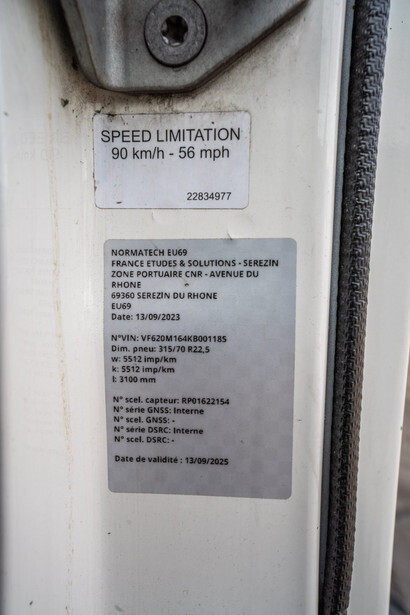 SPEED LIMITATION
90 km/h - 56 mph
22834977
NORMATECH EU69
FRANCE ETUDES & SOLUTIONS - SEREZIN
ZONE PORTUAIRE CNR - AVENUE DU
RHONE
69360 SEREZIN DU RHONE
EU69
Date: 13/09/2023
N°VIN: VF620M164KB001185
Dim. pneu: 315/70 R22,5
w: 5512 imp/km
k: 5512 imp/km
l: 3100 mm
N° scel. capteur: RP01622154
N° série GNSS: Interne
N° scel. GNSS: -
N° série DSRC: Interne
N° scel. DSRC: -
Date de validité : 13/09/2025